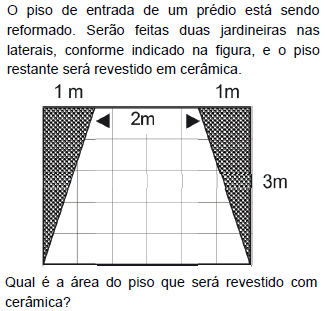 O piso de entrada de um prédio está sendo
reformado. Serão feitas duas jardineiras nas
laterais, conforme indicado na figura, e o piso
restante será revestido em cerâmica.
1 m 1m
2m
3m
Qual é a área do piso que será revestido com
cerâmica?